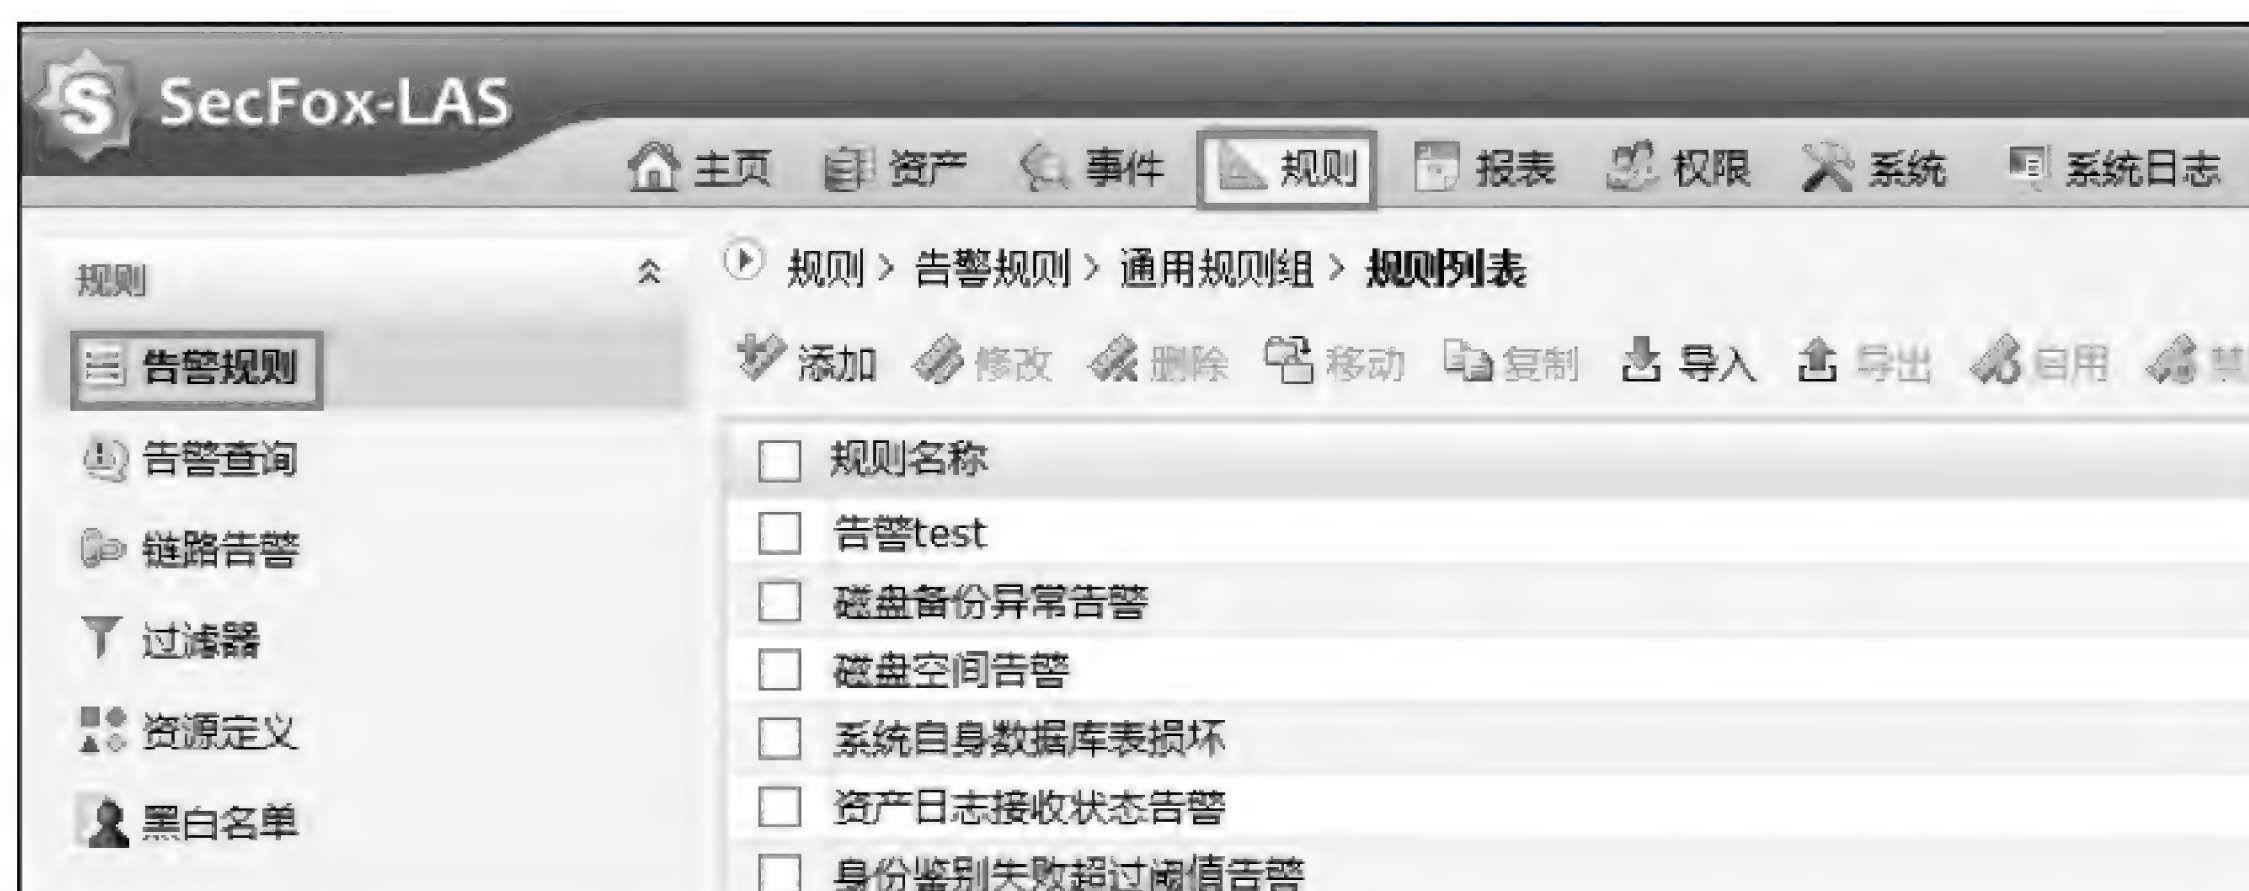 SecFox-LAS
主页 资产 事件 规则 报表 权限 系统 系统日志
规则
告警规则
告警查询
链路告警
过滤器
资源定义
黑白名单
规则 > 告警规则 > 通用规则组 > 规则列表
添加 修改 删除 移动 复制 导入 导出 启用 禁
规则名称
告警test
磁盘备份异常告警
磁盘空间告警
系统自身数据库表损坏
资产日志接收状态告警
身份鉴别失败超过阈值告警